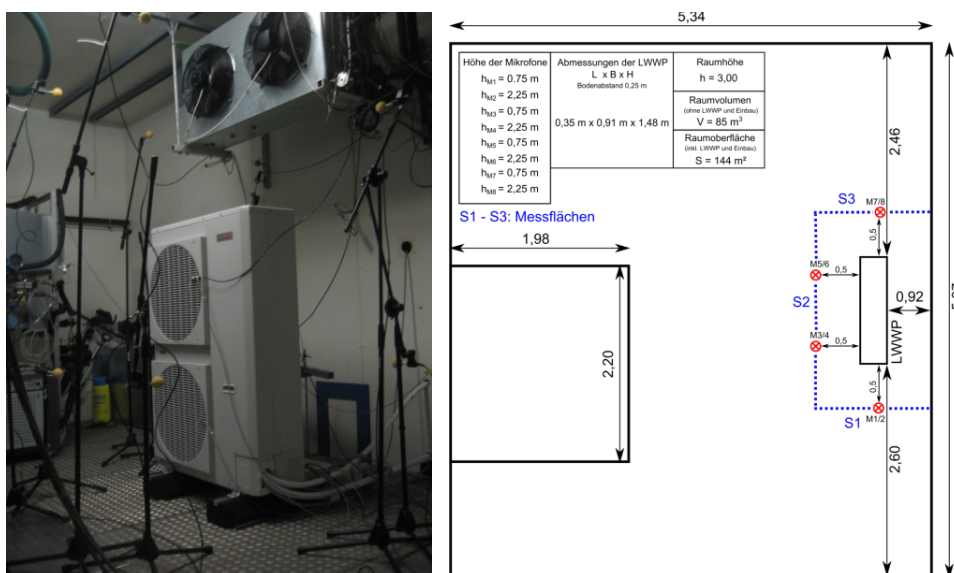 5,34
Höhe der Mikrofone
hM1 = 0.75 m
hM2 = 2,25 m
hM3 = 0,75 m
hM4 = 2,25 m
hM5 = 0,75 m
hM6 = 2,25 m
hM7 = 0,75 m
hM8 = 2,25 m
Abmessungen der LWWP
L x B x H
Bodenabstand 0,25 m
0,35 m x 0,91 m x 1,48 m
Raumhöhe
h = 3,00
Raumvolumen
(ohne LWWP und Einbau)
V = 85 m³
Raumoberfläche
(inkl. LWWP und Einbau)
S = 144 m²
S1 - S3: Messflächen
2,46
S3
M7/8
0,5
1,98
M5/6
0,5
0,92
S2
2,20
M3/4
0,5
LWWP
0,5
S1
M1/2
2,60